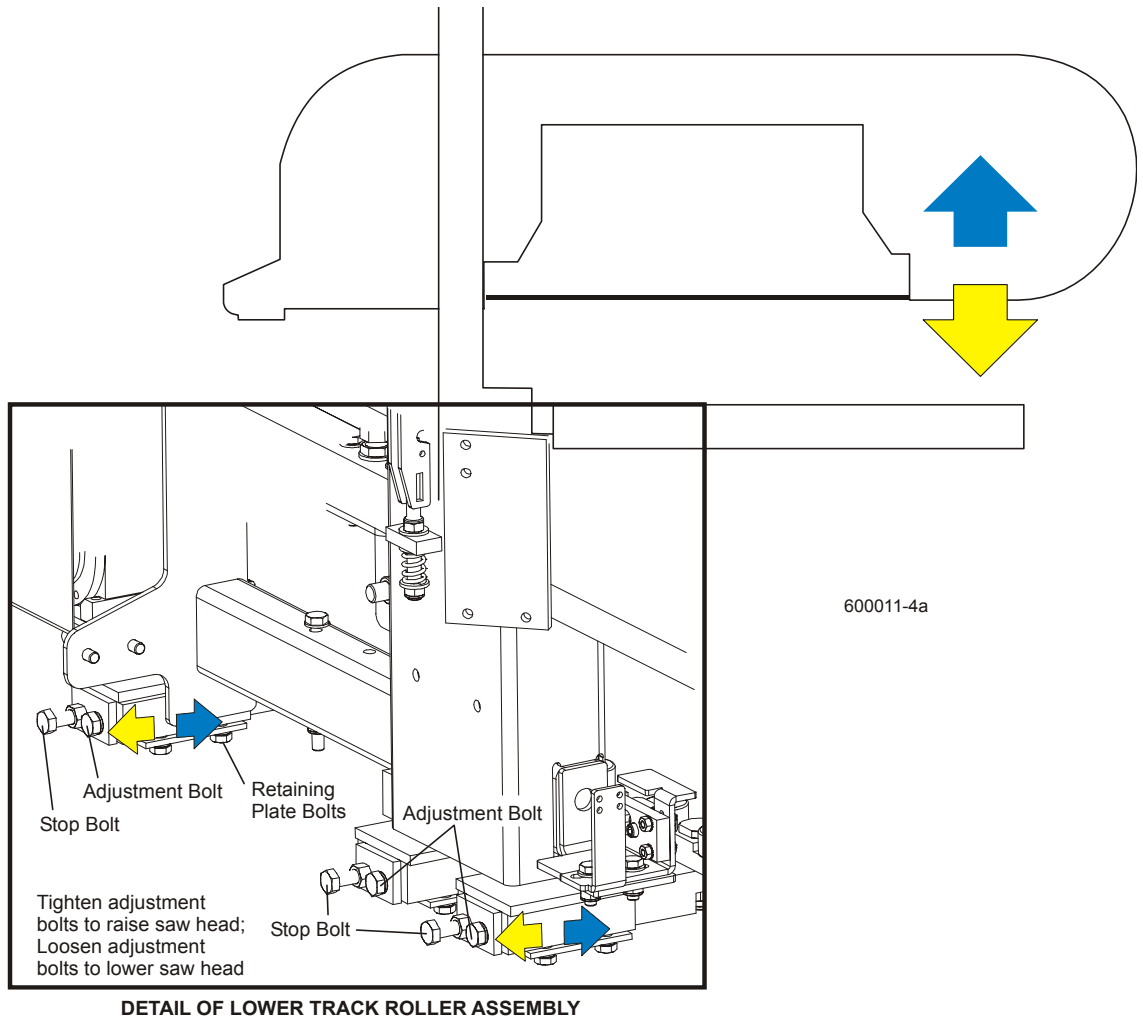 600011-4a
Adjustment Bolt
Retaining
Plate Bolts
Stop Bolt
Adjustment Bolt
Stop Bolt
Tighten adjustment
bolts to raise saw head;
Loosen adjustment
bolts to lower saw head
DETAIL OF LOWER TRACK ROLLER ASSEMBLY